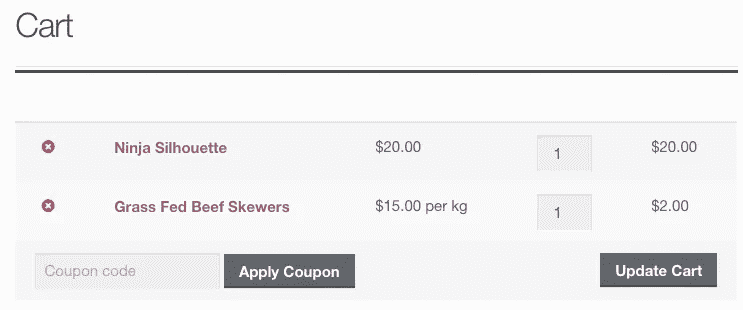 Cart
Ninja Silhouette $20.00 1 $20.00
Grass Fed Beef Skewers $15.00 per kg 1 $2.00
Coupon code Apply Coupon Update Cart